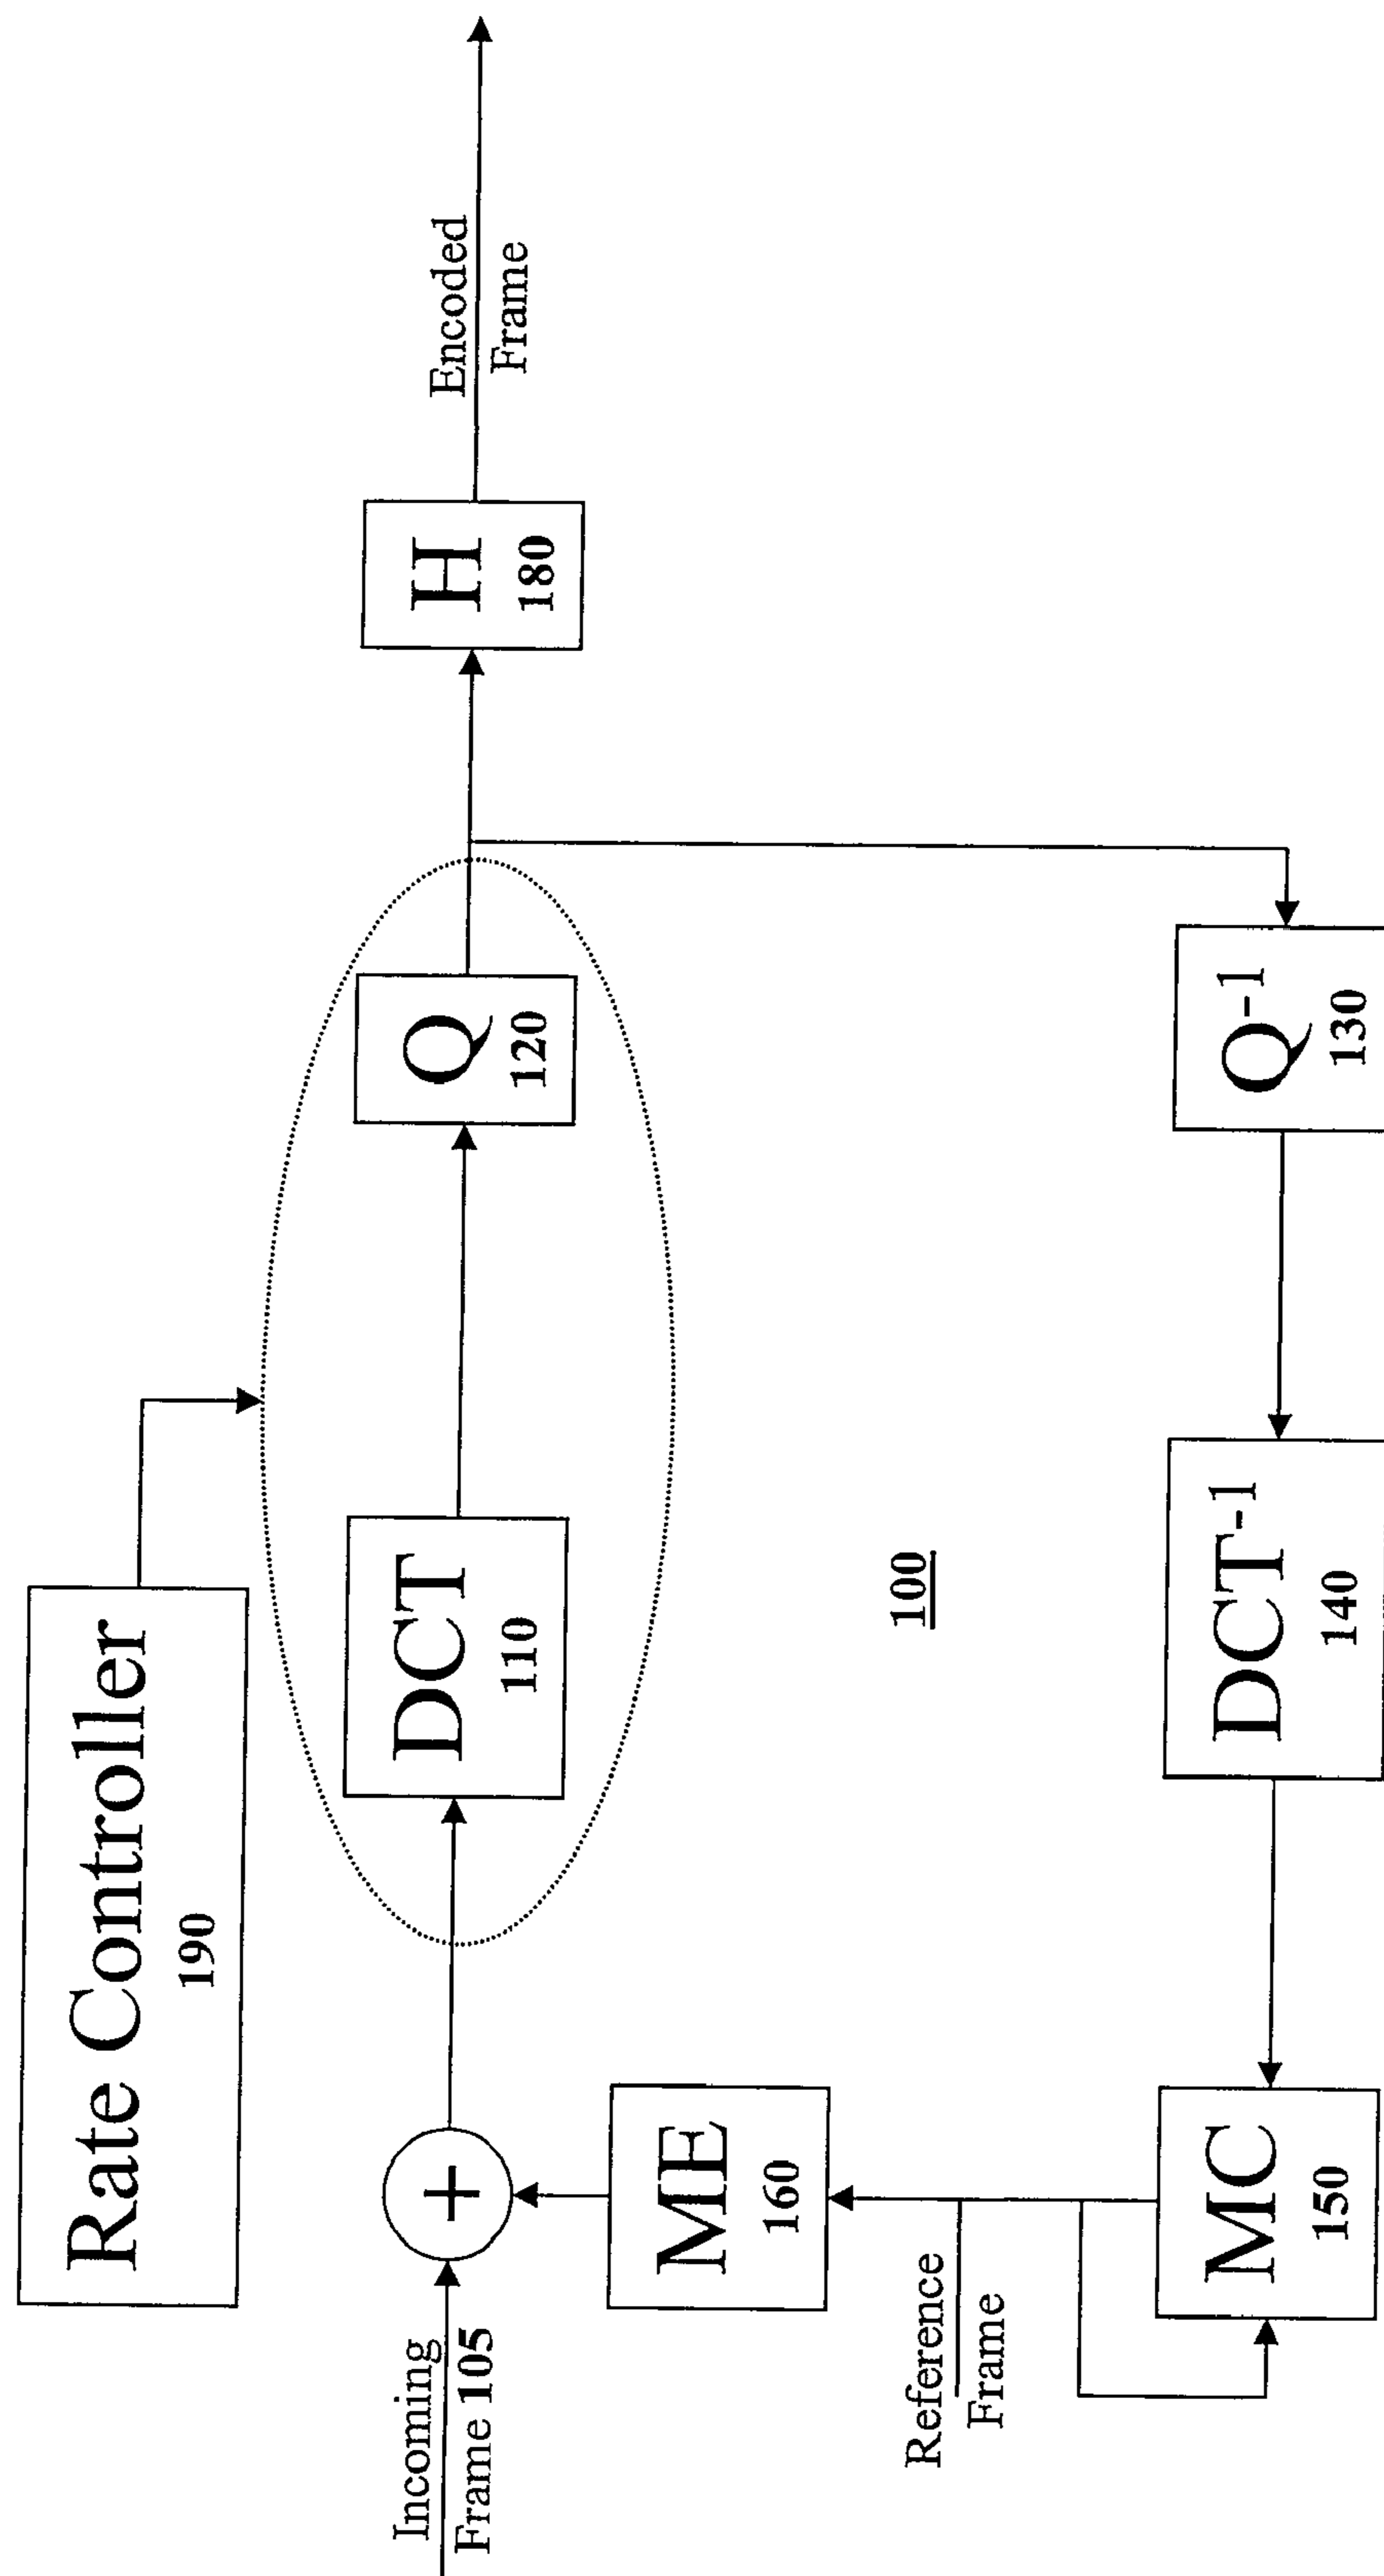 Rate Controller
190
Incoming
Frame 105
+
DCT
110
Q
120
H
180
Encoded
Frame
ME
160
100
Reference
Frame
MC
150
DCT-1
140
Q-1
130